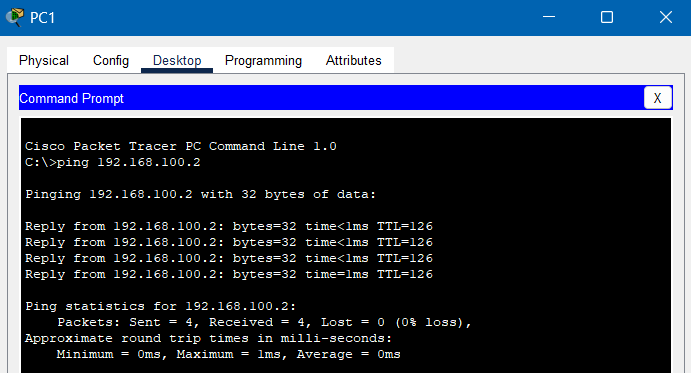 PC1
Physical Config Desktop Programming Attributes
Command Prompt X
Cisco Packet Tracer PC Command Line 1.0
C:\>ping 192.168.100.2
Pinging 192.168.100.2 with 32 bytes of data:
Reply from 192.168.100.2: bytes=32 time<1ms TTL=126
Reply from 192.168.100.2: bytes=32 time<1ms TTL=126
Reply from 192.168.100.2: bytes=32 time<1ms TTL=126
Reply from 192.168.100.2: bytes=32 time=1ms TTL=126
Ping statistics for 192.168.100.2:
Packets: Sent = 4, Received = 4, Lost = 0 (0% loss),
Approximate round trip times in milli-seconds:
Minimum = 0ms, Maximum = 1ms, Average = 0ms